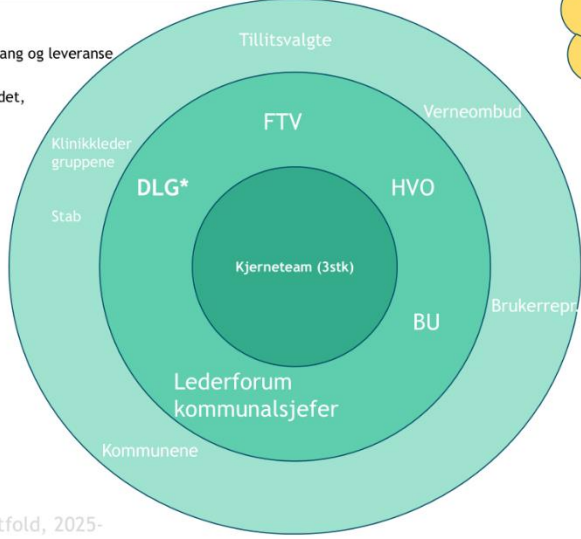 ang og leveranse
det,
Tillitsvalgte
FTV
Verneombud
Klinikkleder
gruppene
DLG*
HVO
Stab
Kjerneteam (3stk)
Brukerrepr.
BU
Lederforum
kommunalsjefer
Kommunene
tfold, 2025-